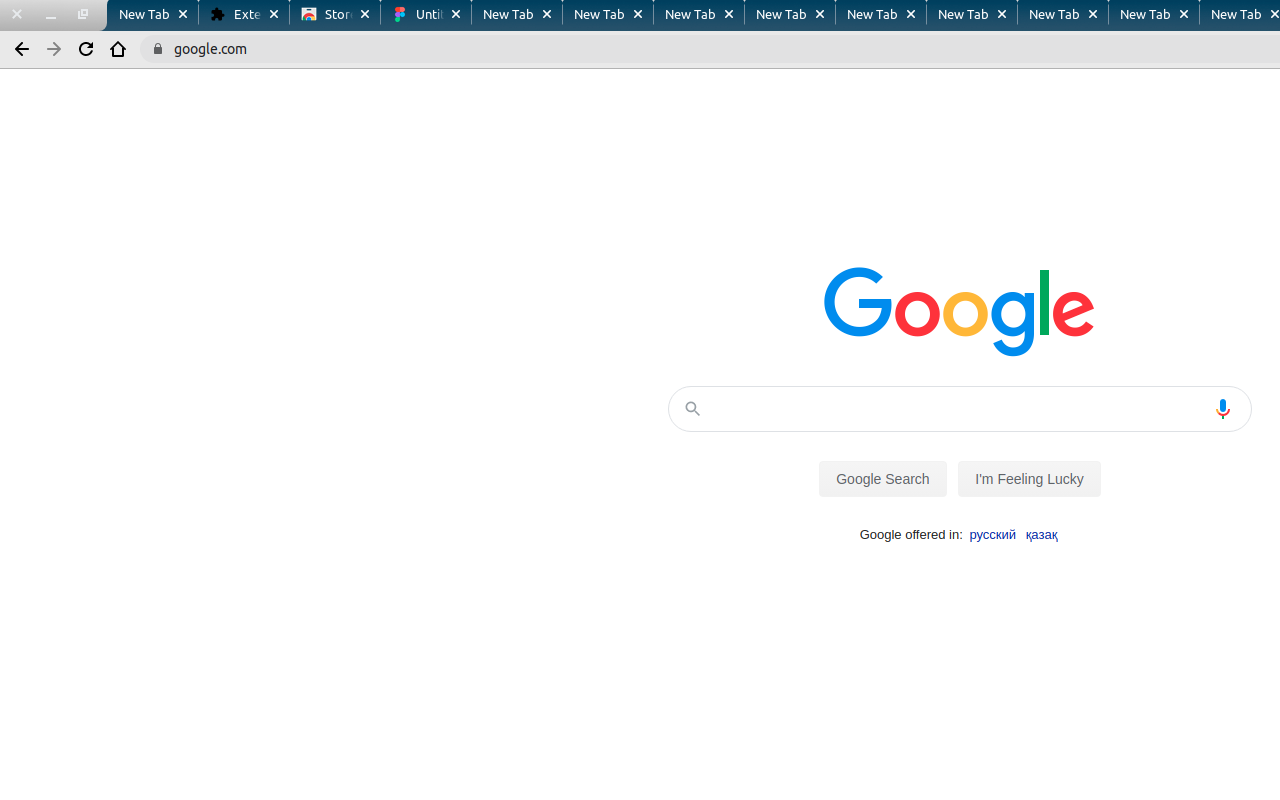 New Tab Exte Stor Until New Tab New Tab New Tab New Tab New Tab New Tab New Tab New Tab New Tab
google.com
Google
Google Search I'm Feeling Lucky
Google offered in: русский қазақ